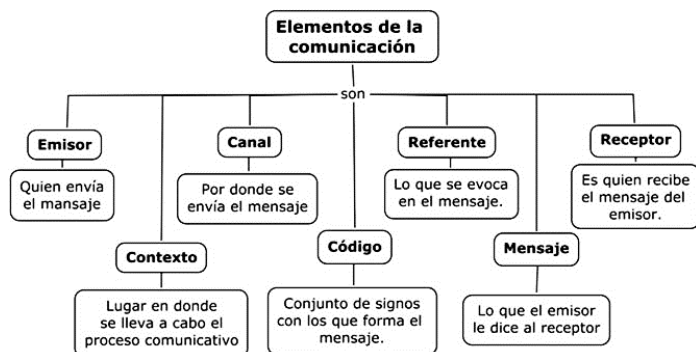 Elementos de la
comunicación
son
Emisor
Quien envía
el mansaje
Canal
Por donde se
envía el mensaje
Referente
Lo que se evoca
en el mensaje.
Receptor
Es quien recibe
el mensaje del
emisor.
Contexto
Lugar en donde
se lleva a cabo el
proceso comunicativo
Código
Conjunto de signos
con los que forma el
mensaje.
Mensaje
Lo que el emisor
le dice al receptor